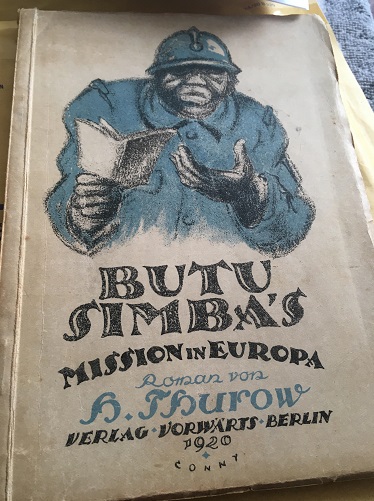 BUTU
SIMBA'S
MISSION IN EUROPA
Roman von
H. Thurow
VERLAG · VORWÄRTS · BERLIN
1920
CONNY